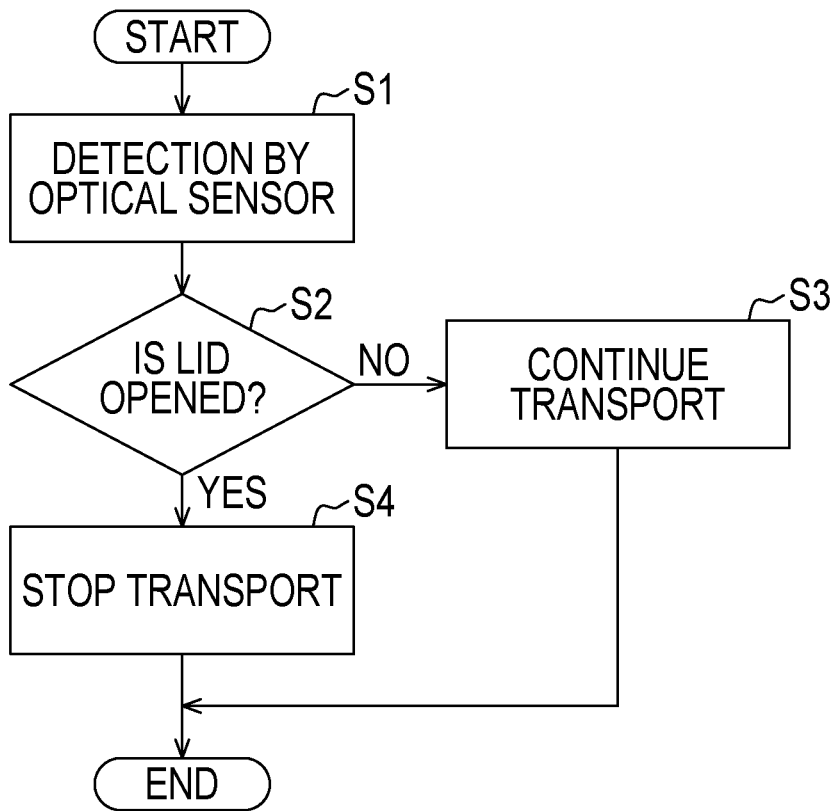 START
S1
DETECTION BY
OPTICAL SENSOR
S2
IS LID
OPENED?
NO
S3
CONTINUE
TRANSPORT
YES
S4
STOP TRANSPORT
END